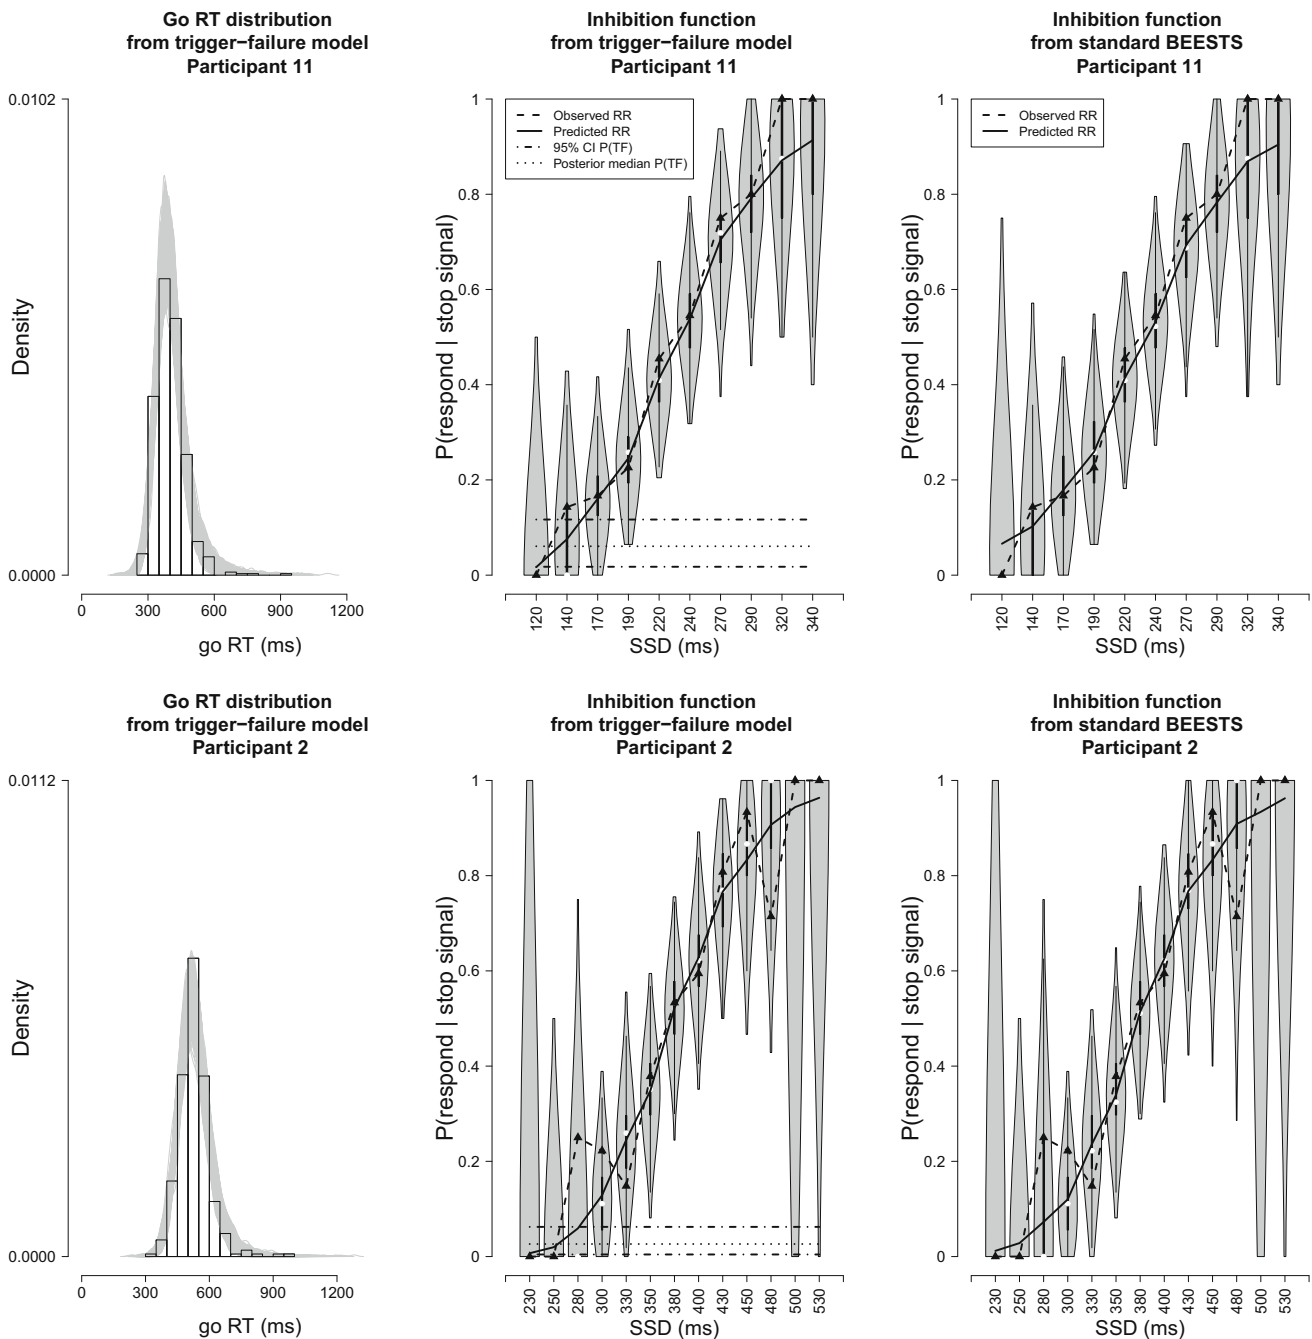 Go RT distribution
from trigger−failure model
Participant 11
0.0102
Density
0.0000
0
300
600
900
1200
go RT (ms)
Inhibition function
from trigger−failure model
Participant 11
Observed RR
Predicted RR
95% CI P(TF)
Posterior median P(TF)
P(respond | stop signal)
1
0.8
0.6
0.4
0.2
0
120
140
170
190
220
240
270
290
320
340
SSD (ms)
Inhibition function
from standard BEESTS
Participant 11
Observed RR
Predicted RR
P(respond | stop signal)
1
0.8
0.6
0.4
0.2
0
120
140
170
190
220
240
270
290
320
340
SSD (ms)
Go RT distribution
from trigger−failure model
Participant 2
0.0112
Density
0.0000
0
300
600
900
1200
go RT (ms)
Inhibition function
from trigger−failure model
Participant 2
P(respond | stop signal)
1
0.8
0.6
0.4
0.2
0
230
250
280
300
330
350
380
400
430
450
480
500
530
SSD (ms)
Inhibition function
from standard BEESTS
Participant 2
P(respond | stop signal)
1
0.8
0.6
0.4
0.2
0
230
250
280
300
330
350
380
400
430
450
480
500
530
SSD (ms)